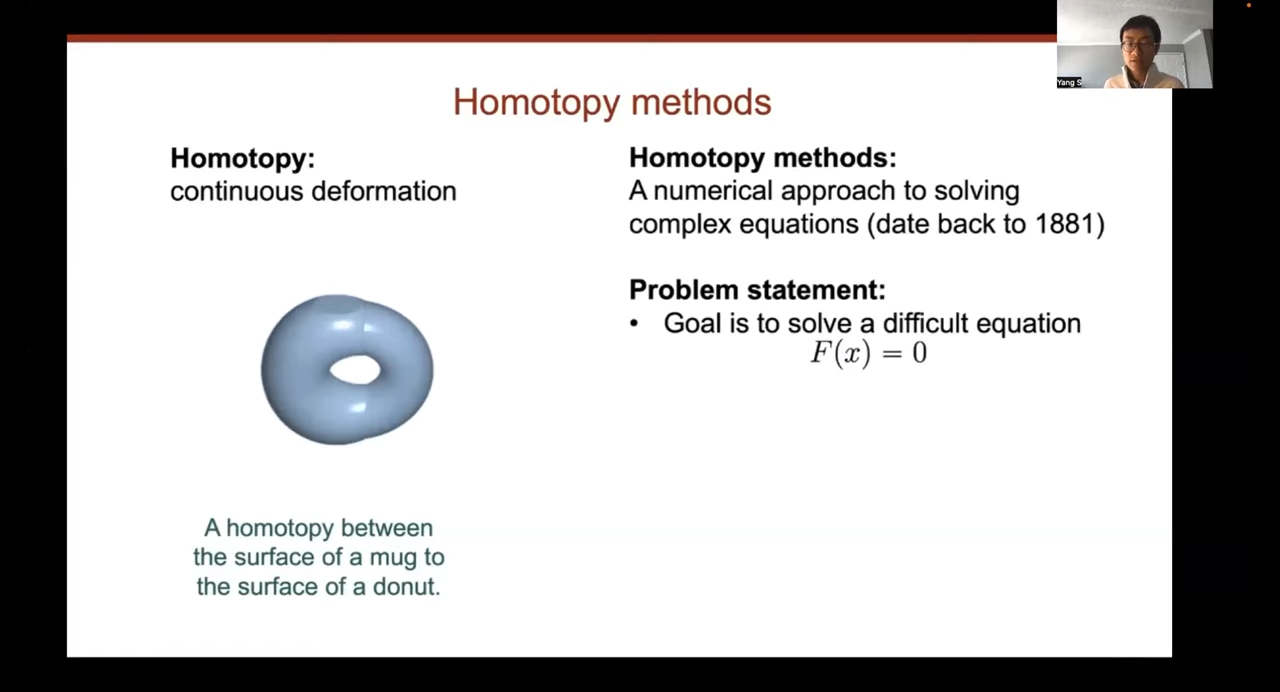 Homotopy methods
Homotopy:
continuous deformation
A homotopy between
the surface of a mug to
the surface of a donut.
Homotopy methods:
A numerical approach to solving
complex equations (date back to 1881)
Problem statement:
• Goal is to solve a difficult equation
F(x) = 0
Yang S